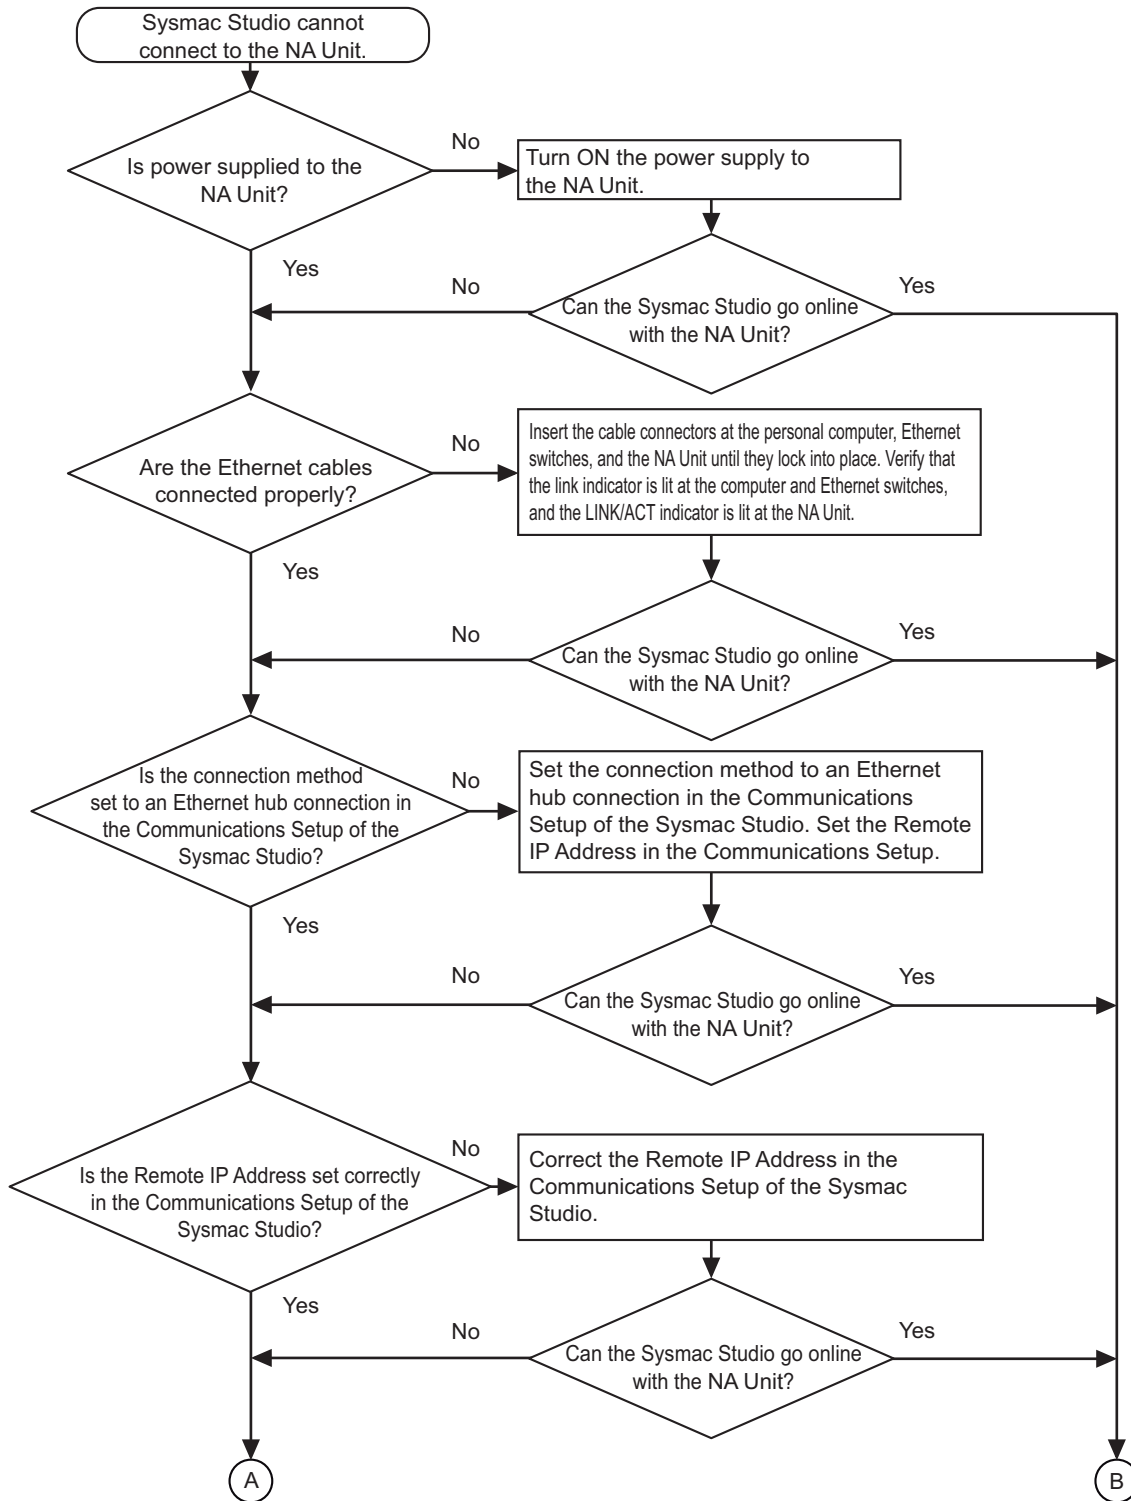 Sysmac Studio cannot
connect to the NA Unit.
Is power supplied to the
NA Unit?
No
Turn ON the power supply to
the NA Unit.
Yes
No
Can the Sysmac Studio go online
with the NA Unit?
Yes
Are the Ethernet cables
connected properly?
No
Insert the cable connectors at the personal computer, Ethernet
switches, and the NA Unit until they lock into place. Verify that
the link indicator is lit at the computer and Ethernet switches,
and the LINK/ACT indicator is lit at the NA Unit.
Yes
No
Can the Sysmac Studio go online
with the NA Unit?
Yes
Is the connection method
set to an Ethernet hub connection in
the Communications Setup of the
Sysmac Studio?
No
Set the connection method to an Ethernet
hub connection in the Communications
Setup of the Sysmac Studio. Set the Remote
IP Address in the Communications Setup.
Yes
No
Can the Sysmac Studio go online
with the NA Unit?
Yes
Is the Remote IP Address set correctly
in the Communications Setup of the
Sysmac Studio?
No
Correct the Remote IP Address in the
Communications Setup of the Sysmac
Studio.
Yes
No
Can the Sysmac Studio go online
with the NA Unit?
Yes
A
B